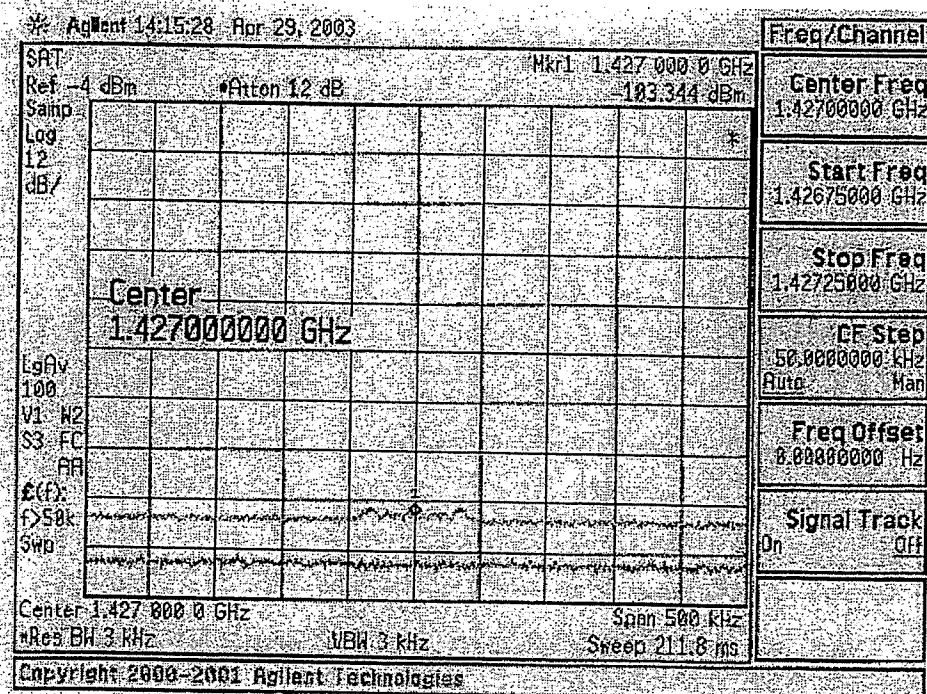 Agilent 14:15:28 Apr 29, 2003
SAT
Mkr1 1.427 000 0 GHz
Ref -4 dBm
*Atten 12 dB
-103.344 dBm
Samp
Log
12
dB/
Center
1.427000000 GHz
LgAv
100
V1 W2
S3 FC
AA
£(f):
f>50k
Swp
Center 1.427 000 0 GHz
Span 500 kHz
*Res BW 3 kHz
VBW 3 kHz
Sweep 211.8 ms
Copyright 2000-2001 Agilent Technologies
Freq/Channel
Center Freq
1.42700000 GHz
Start Freq
1.42675000 GHz
Stop Freq
1.42725000 GHz
CF Step
50.0000000 kHz
Auto Man
Freq Offset
0.00000000 Hz
Signal Track
On Off